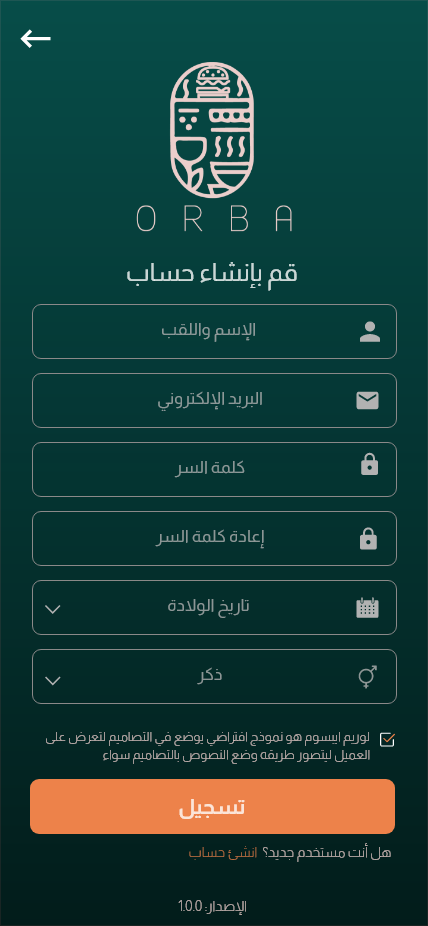 ORBA
قم بإنشاء حساب
الإسم واللقب
البريد الإلكتروني
كلمة السر
إعادة كلمة السر
تاريخ الولادة
ذكر
لوريم ايبسوم هو نموذج افتراضي يوضع في التصاميم لتعرض على
العميل ليتصور طريقه وضع النصوص بالتصاميم سواء
تسجيل
هل أنت مستخدم جديد؟ انشئ حساب
الإصدار: 1.0.0